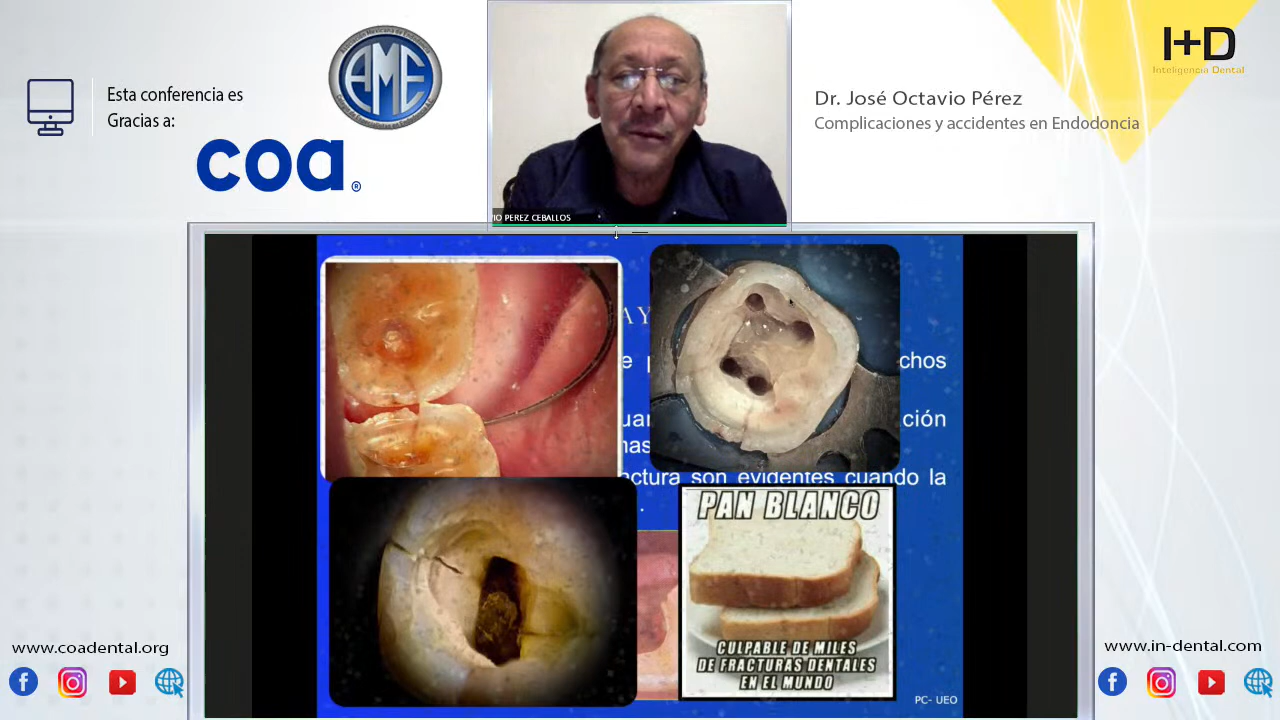 Esta conferencia es
Gracias a:
AME
coa®
I+D
Inteligencia Dental
Dr. José Octavio Pérez
Complicaciones y accidentes en Endodoncia
PEREZ CEBALLOS
A Y
chos
ción
ctura son evidentes cuando la
PAN BLANCO
CULPABLE DE MILES
DE FRACTURAS DENTALES
EN EL MUNDO
PC- UEO
www.coadental.org
www.in-dental.com